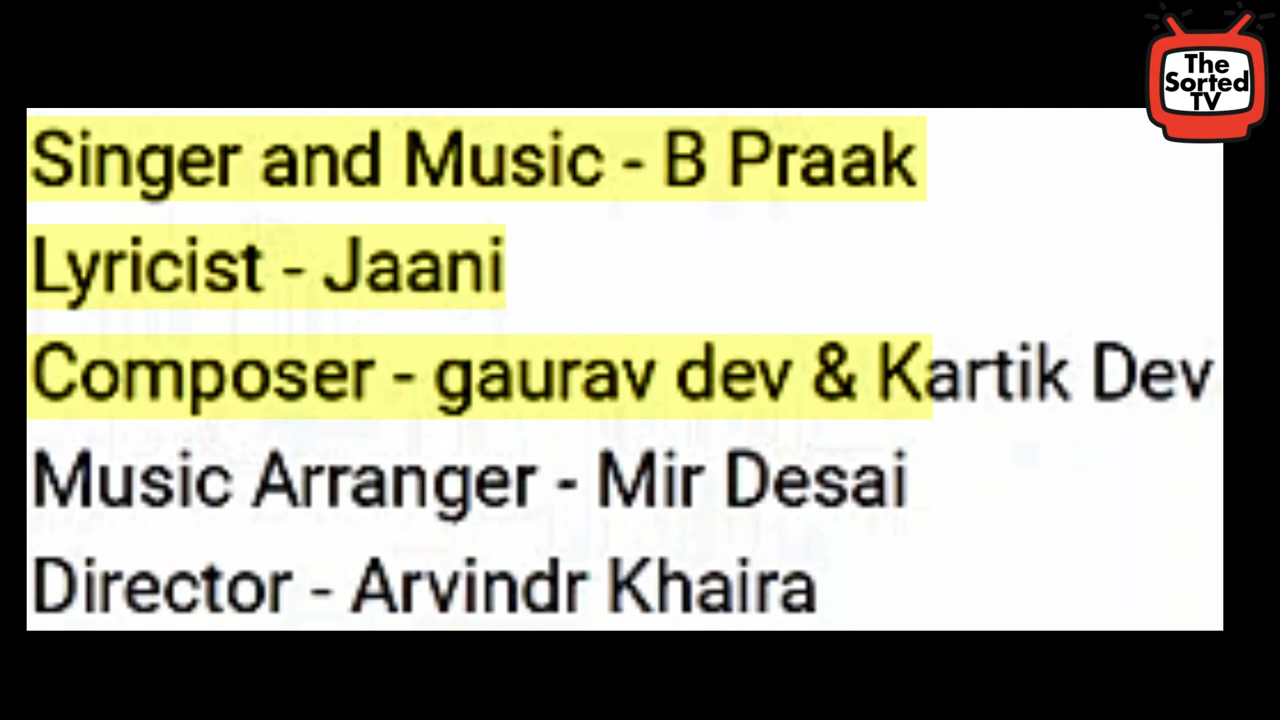 The
Sorted
TV
Singer and Music - B Praak
Lyricist - Jaani
Composer - gaurav dev & Kartik Dev
Music Arranger - Mir Desai
Director - Arvindr Khaira